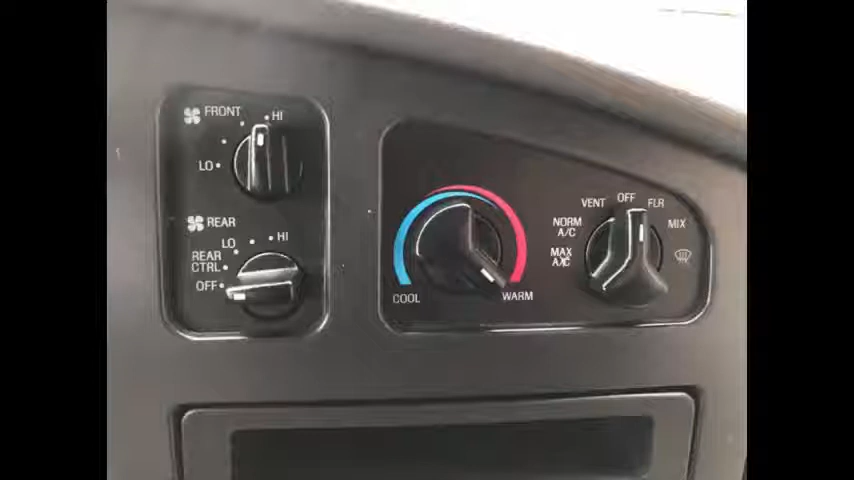 FRONT
HI
LO
REAR
LO
HI
REAR
CTRL
OFF
COOL
WARM
VENT
OFF
FLR
NORM
A/C
MIX
MAX
A/C